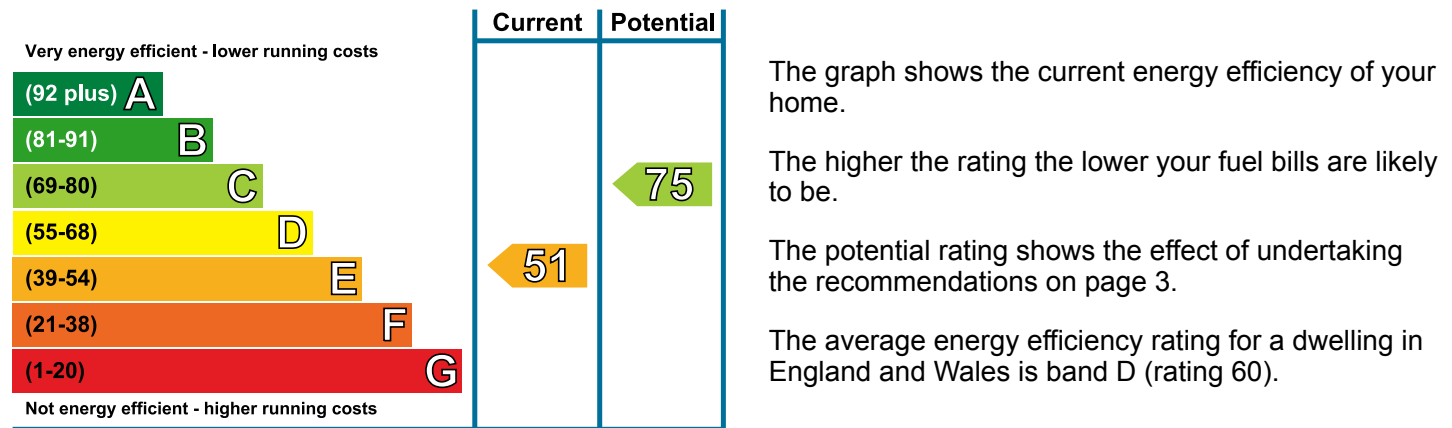 Current Potential
Very energy efficient - lower running costs
(92 plus) A
(81-91) B
(69-80) C
75
(55-68) D
(39-54) E
51
(21-38) F
(1-20) G
Not energy efficient - higher running costs
The graph shows the current energy efficiency of your
home.
The higher the rating the lower your fuel bills are likely
to be.
The potential rating shows the effect of undertaking
the recommendations on page 3.
The average energy efficiency rating for a dwelling in
England and Wales is band D (rating 60).